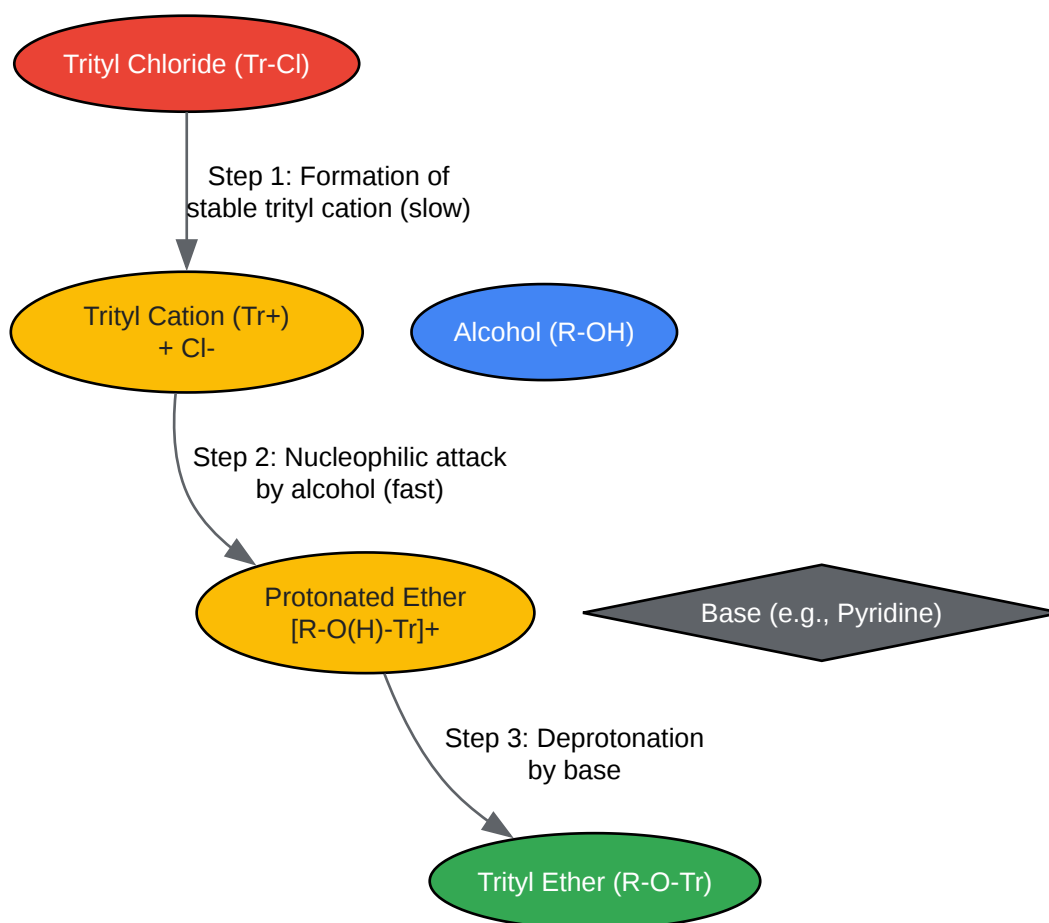 Trityl Chloride (Tr-Cl)
Step 1: Formation of
stable trityl cation (slow)
Trityl Cation (Tr+)
+ Cl-
Alcohol (R-OH)
Step 2: Nucleophilic attack
by alcohol (fast)
Protonated Ether
[R-O(H)-Tr]+
Base (e.g., Pyridine)
Step 3: Deprotonation
by base
Trityl Ether (R-O-Tr)